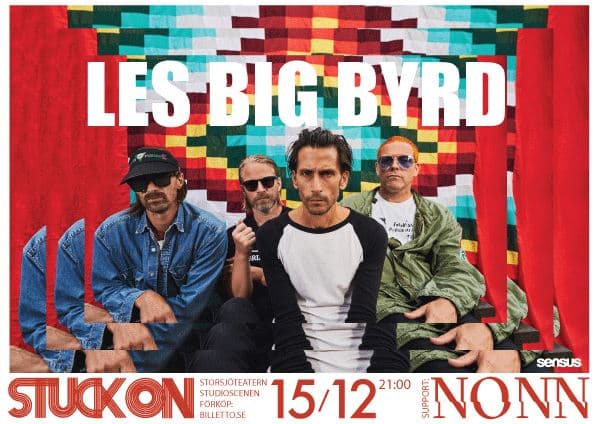 LES BIG BYRD
sensus
STUCK ON
STORSJÖTEATERN
STUDIOSCENEN
FÖRKÖP:
BILLETTO.SE
15/12
21:00
SUPPORT:
NONN